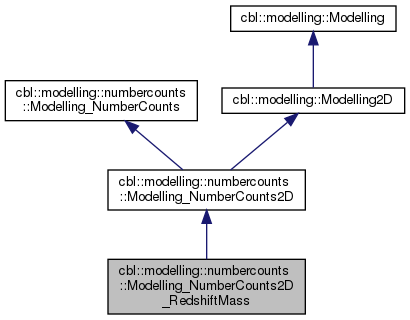 cbl::modelling::Modelling
cbl::modelling::numbercounts
::Modelling_NumberCounts
cbl::modelling::Modelling2D
cbl::modelling::numbercounts
::Modelling_NumberCounts2D
cbl::modelling::numbercounts
::Modelling_NumberCounts2D
_RedshiftMass